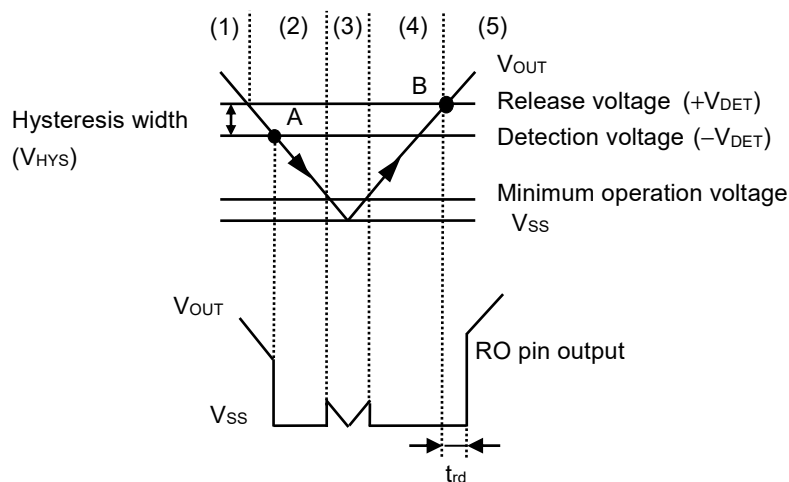 (1) (2) (3) (4) (5)
VOUT
B
Release voltage (+VDET)
A
Hysteresis width
(VHYS)
Detection voltage (−VDET)
Minimum operation voltage
VSS
VOUT
RO pin output
VSS
trd